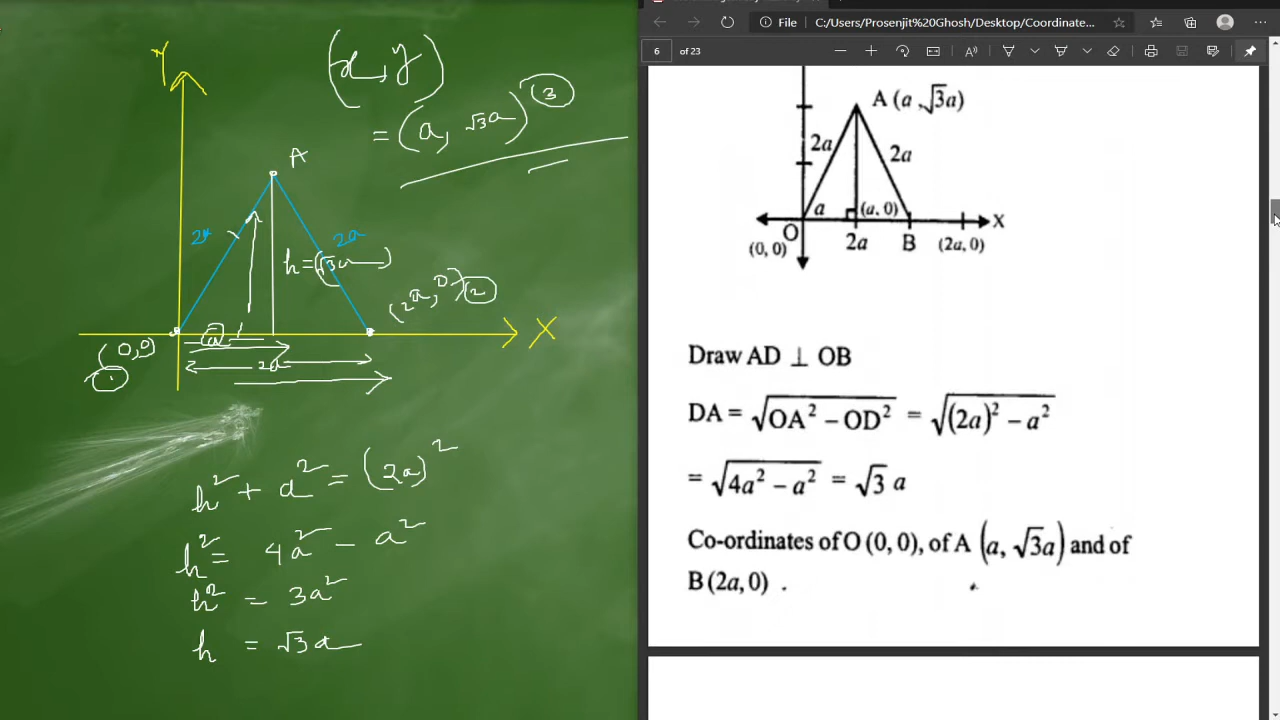 Y
(x, y)
= (a, √3a) 3
A
2a
2a
h = √3a
(2a, 0) 2
a
X
(0,0)
2a
h² + a² = (2a)²
h² = 4a² − a²
h² = 3a²
h = √3a
File C:/Users/Prosenjit%20Ghosh/Desktop/Coordinate...
6 of 23
A (a, √3a)
2a
2a
a
(a, 0)
X
O
2a
B
(0, 0)
(2a, 0)
Draw AD ⊥ OB
DA = √OA² − OD² = √(2a)² − a²
= √4a² − a² = √3 a
Co-ordinates of O (0, 0), of A (a, √3a) and of
B (2a, 0) .